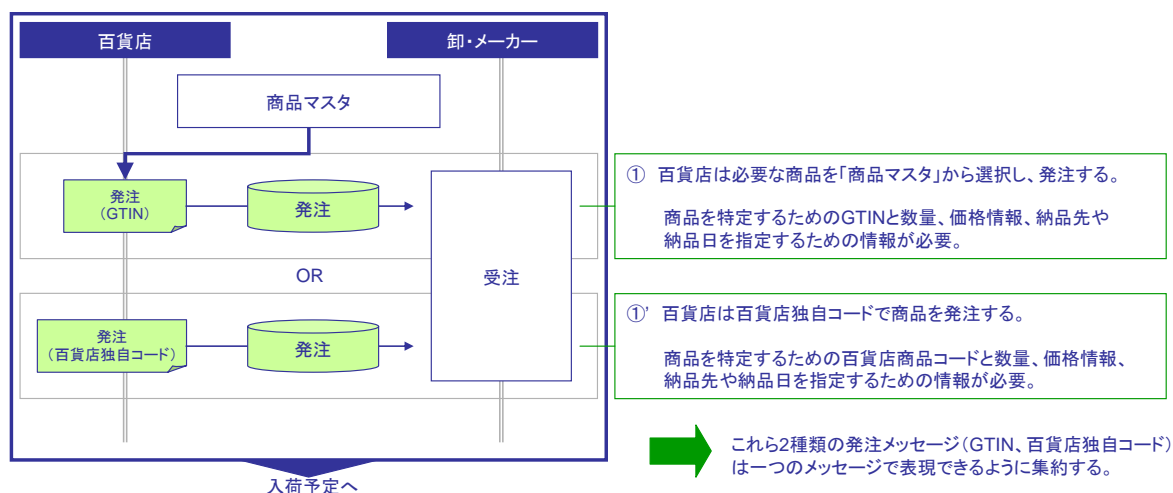 百貨店
卸・メーカー
商品マスタ
発注
(GTIN)
発注
① 百貨店は必要な商品を「商品マスタ」から選択し、発注する。
商品を特定するためのGTINと数量、価格情報、納品先や
納品日を指定するための情報が必要。
OR
受注
発注
(百貨店独自コード)
発注
①’ 百貨店は百貨店独自コードで商品を発注する。
商品を特定するための百貨店商品コードと数量、価格情報、
納品先や納品日を指定するための情報が必要。
これら2種類の発注メッセージ(GTIN、百貨店独自コード)
は一つのメッセージで表現できるように集約する。
入荷予定へ